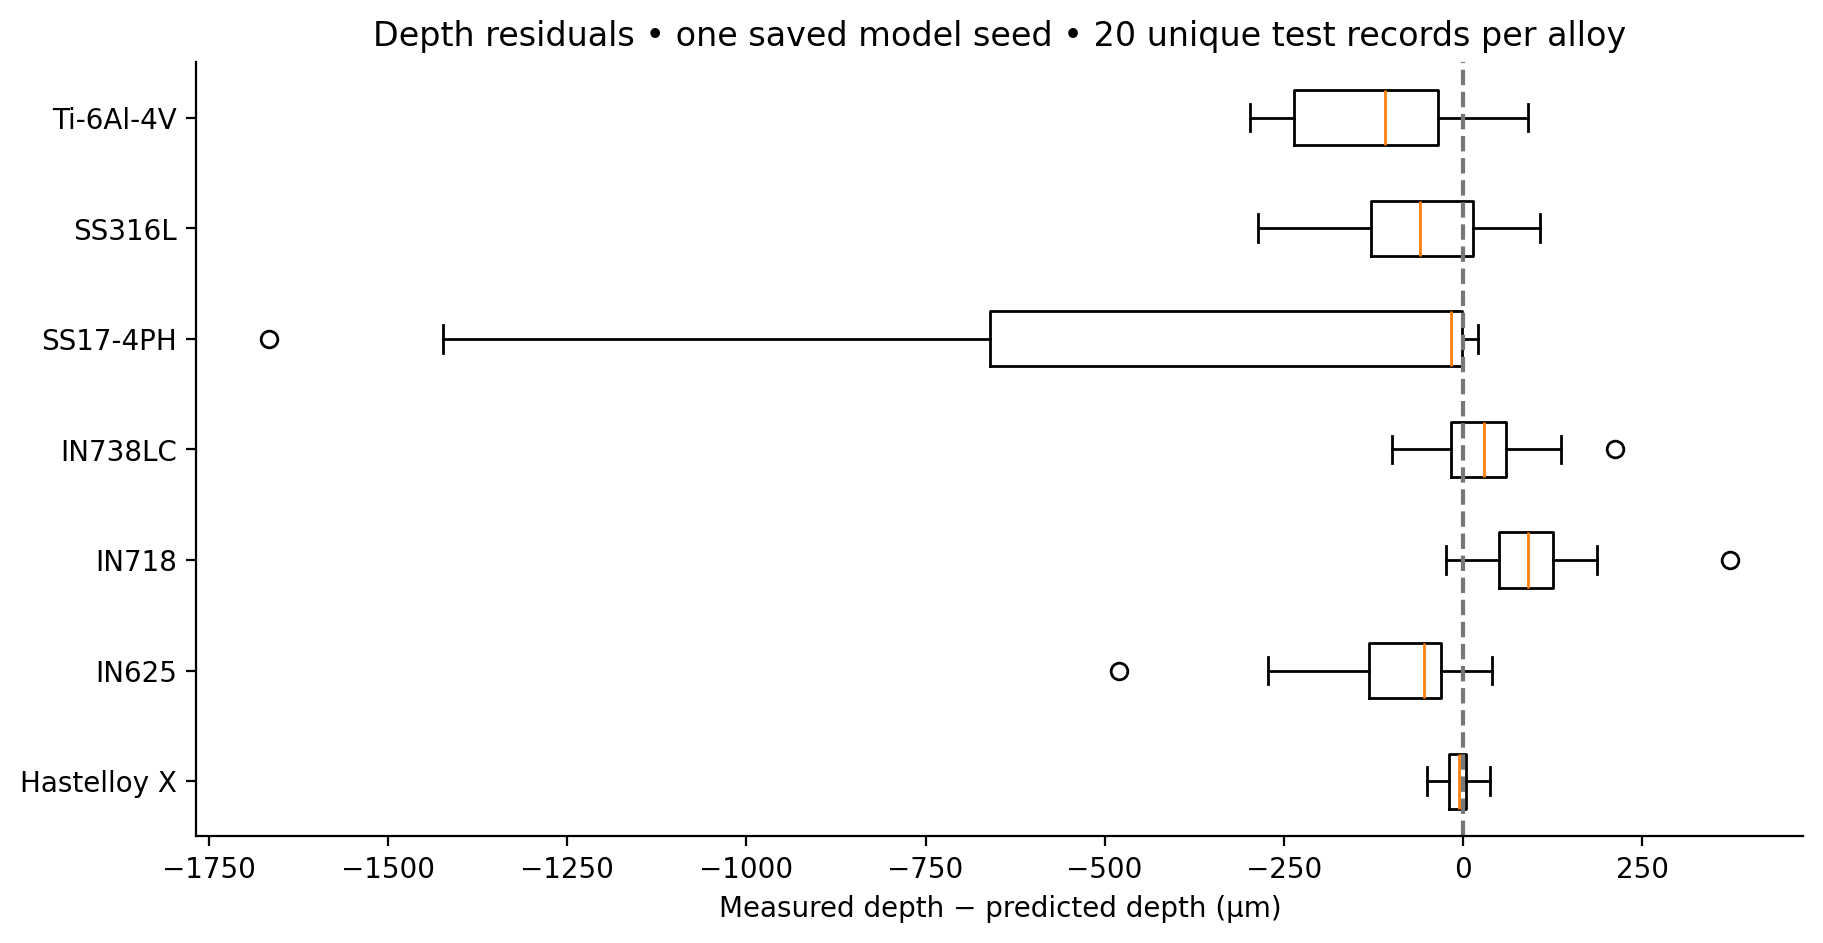 Depth residuals • one saved model seed • 20 unique test records per alloy
Ti-6Al-4V
SS316L
SS17-4PH
IN738LC
IN718
IN625
Hastelloy X
−1750 −1500 −1250 −1000 −750 −500 −250 0 250
Measured depth − predicted depth (µm)